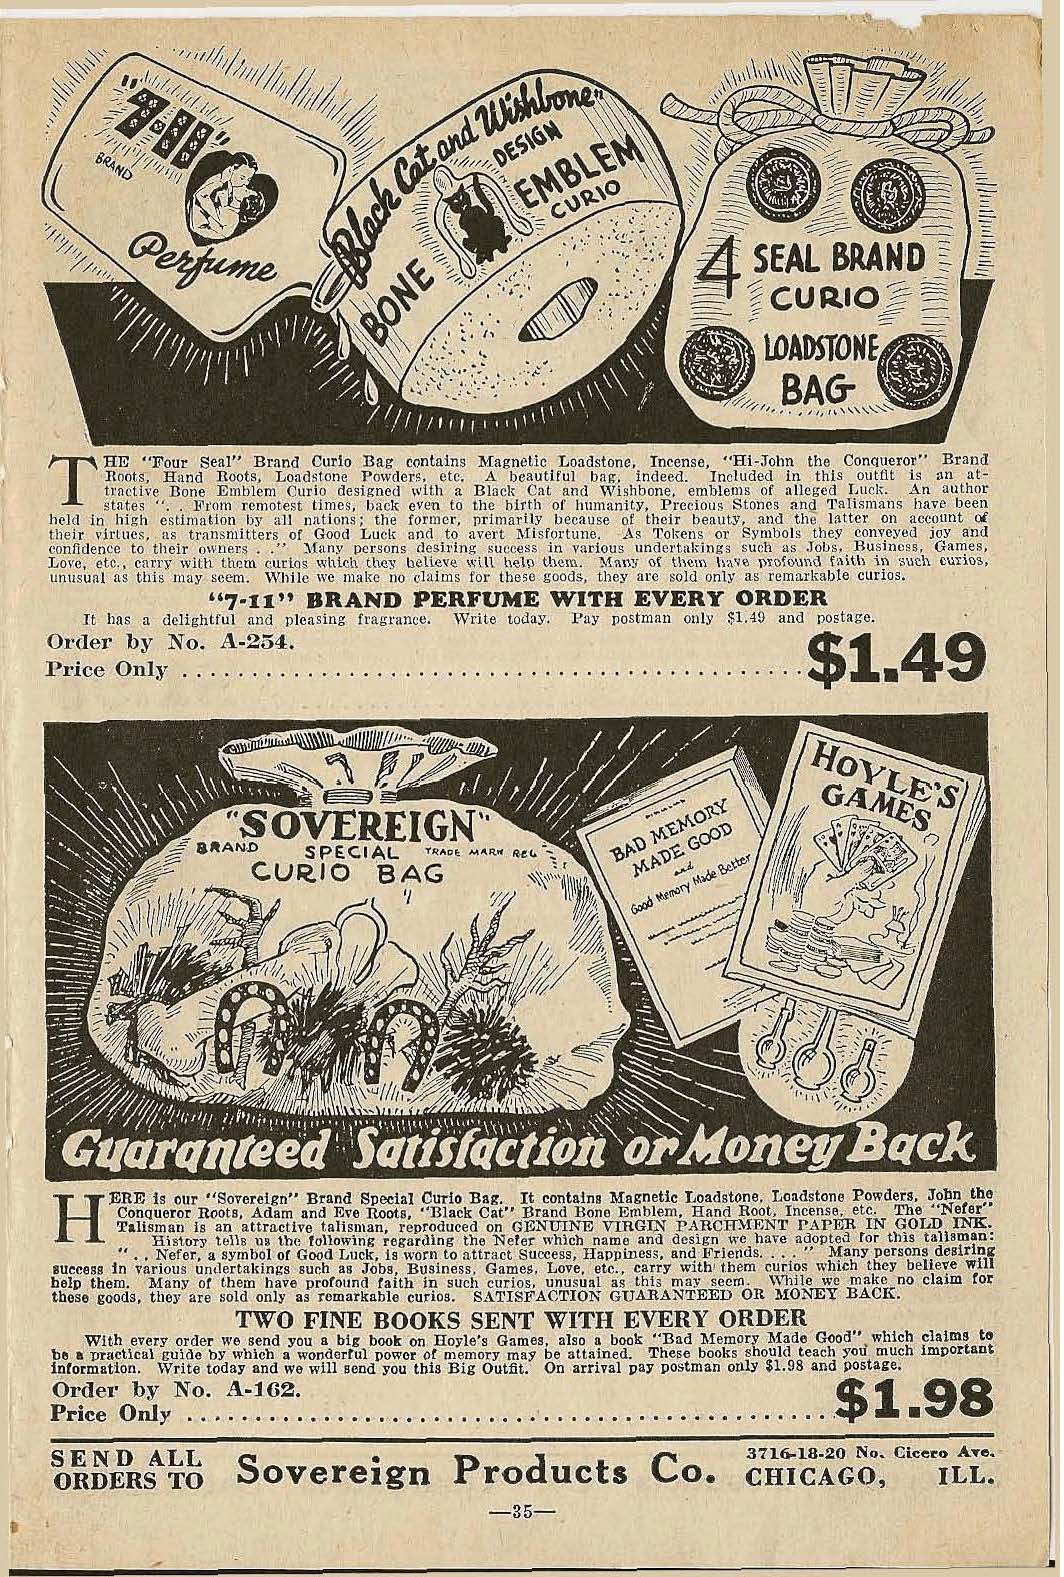 "7-11"
BRAND
Perfume
"Black Cat and Wishbone"
DESIGN
BONE EMBLEM
CURIO
4 SEAL BRAND
CURIO
LOADSTONE
BAG
THE "Four Seal" Brand Curio Bag contains Magnetic Loadstone, Incense, "Hi-John the Conqueror" Brand
Roots, Hand Roots, Loadstone Powders, etc. A beautiful bag, indeed. Included in this outfit is an at-
tractive Bone Emblem Curio designed with a Black Cat and Wishbone, emblems of alleged Luck. An author
states ". . From remotest times, back even to the birth of humanity, Precious Stones and Talismans have been
held in high estimation by all nations; the former, primarily because of their beauty, and the latter on account of
their virtues, as transmitters of Good Luck and to avert Misfortune. As Tokens or Symbols they conveyed joy and
confidence to their owners . ." Many persons desiring success in various undertakings such as Jobs, Business, Games,
Love, etc., carry with them curios which they believe will help them. Many of them have profound faith in such curios,
unusual as this may seem. While we make no claims for these goods, they are sold only as remarkable curios.
"7-11" BRAND PERFUME WITH EVERY ORDER
It has a delightful and pleasing fragrance. Write today. Pay postman only $1.49 and postage.
Order by No. A-254.
Price Only . . . . . . . . . . . . . . . . . . . . . . . . . . . . . . . . . . . . . . . . . . . . . . $1.49
"SOVEREIGN"
BRAND SPECIAL TRADE MARK REG
CURIO BAG
BAD MEMORY
MADE GOOD
and
Good Memory Made Better
HOYLE'S
GAMES
Guaranteed Satisfaction or Money Back
HERE is our "Sovereign" Brand Special Curio Bag. It contains Magnetic Loadstone, Loadstone Powders, John the
Conqueror Roots, Adam and Eve Roots, "Black Cat" Brand Bone Emblem, Hand Root, Incense, etc. The "Nefer"
Talisman is an attractive talisman, reproduced on GENUINE VIRGIN PARCHMENT PAPER IN GOLD INK.
History tells us the following regarding the Nefer which name and design we have adopted for this talisman:
". . Nefer, a symbol of Good Luck, is worn to attract Success, Happiness, and Friends. . . . " Many persons desiring
success in various undertakings such as Jobs, Business, Games, Love, etc., carry with them curios which they believe will
help them. Many of them have profound faith in such curios, unusual as this may seem. While we make no claim for
these goods, they are sold only as remarkable curios. SATISFACTION GUARANTEED OR MONEY BACK.
TWO FINE BOOKS SENT WITH EVERY ORDER
With every order we send you a big book on Hoyle's Games, also a book "Bad Memory Made Good" which claims to
be a practical guide by which a wonderful power of memory may be attained. These books should teach you much important
information. Write today and we will send you this Big Outfit. On arrival pay postman only $1.98 and postage.
Order by No. A-162.
Price Only . . . . . . . . . . . . . . . . . . . . . . . . . . . . . . . . . . . . . . . . . . . . . . . . $1.98
SEND ALL
ORDERS TO
Sovereign Products Co.
3716-18-20 No. Cicero Ave.
CHICAGO, ILL.
—35—